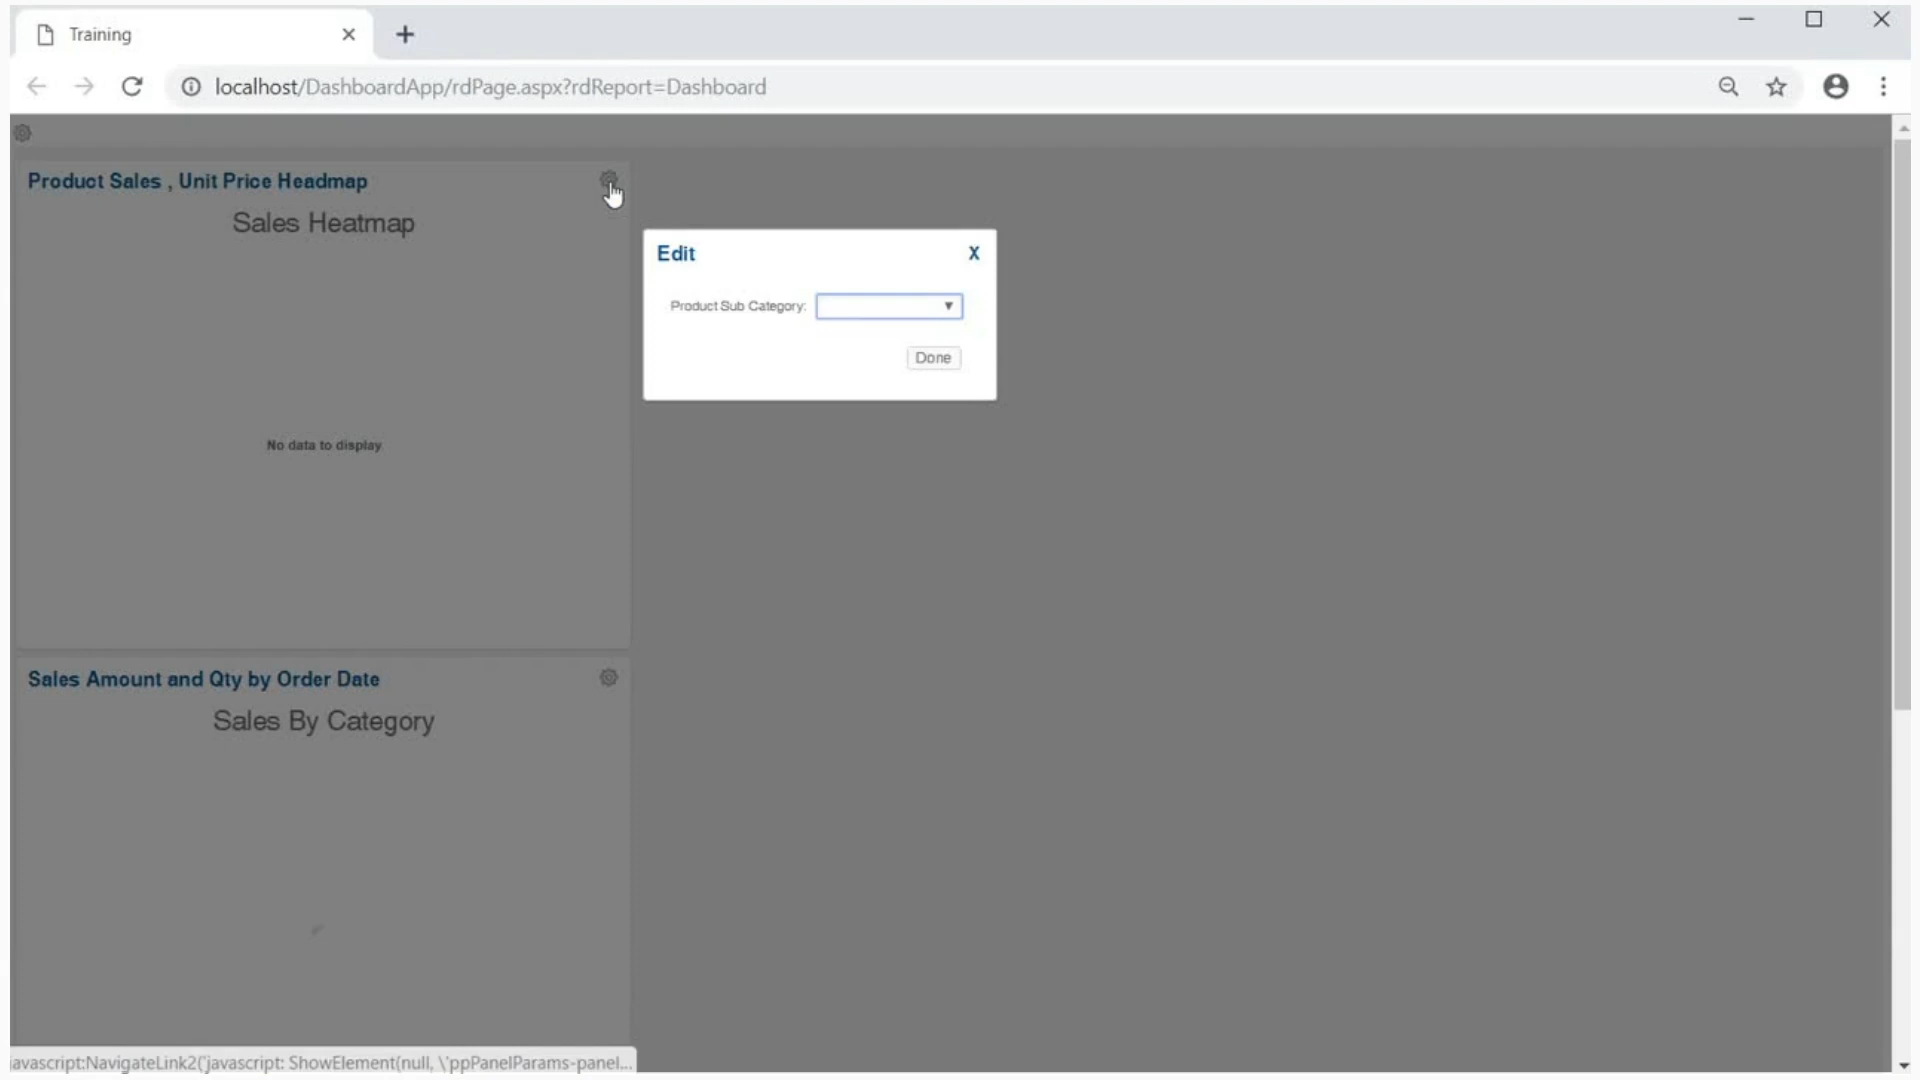 Training
localhost/DashboardApp/rdPage.aspx?rdReport=Dashboard
Product Sales , Unit Price Headmap
Sales Heatmap
No data to display
Edit
X
Product Sub Category:
Done
Sales Amount and Qty by Order Date
Sales By Category
avascript:NavigateLink2('javascript: ShowElement(null, \'ppPanelParams-panel...